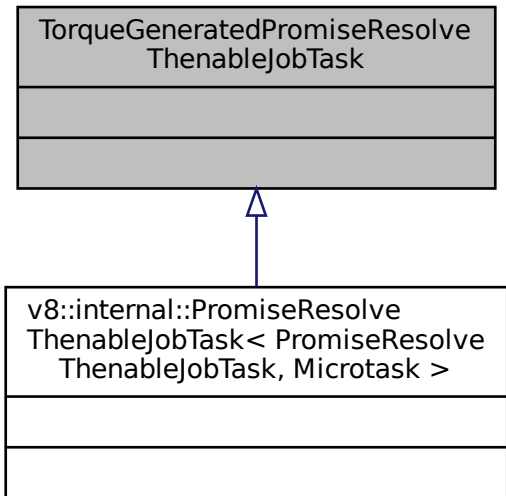 TorqueGeneratedPromiseResolve
ThenableJobTask
v8::internal::PromiseResolve
ThenableJobTask< PromiseResolve
ThenableJobTask, Microtask >